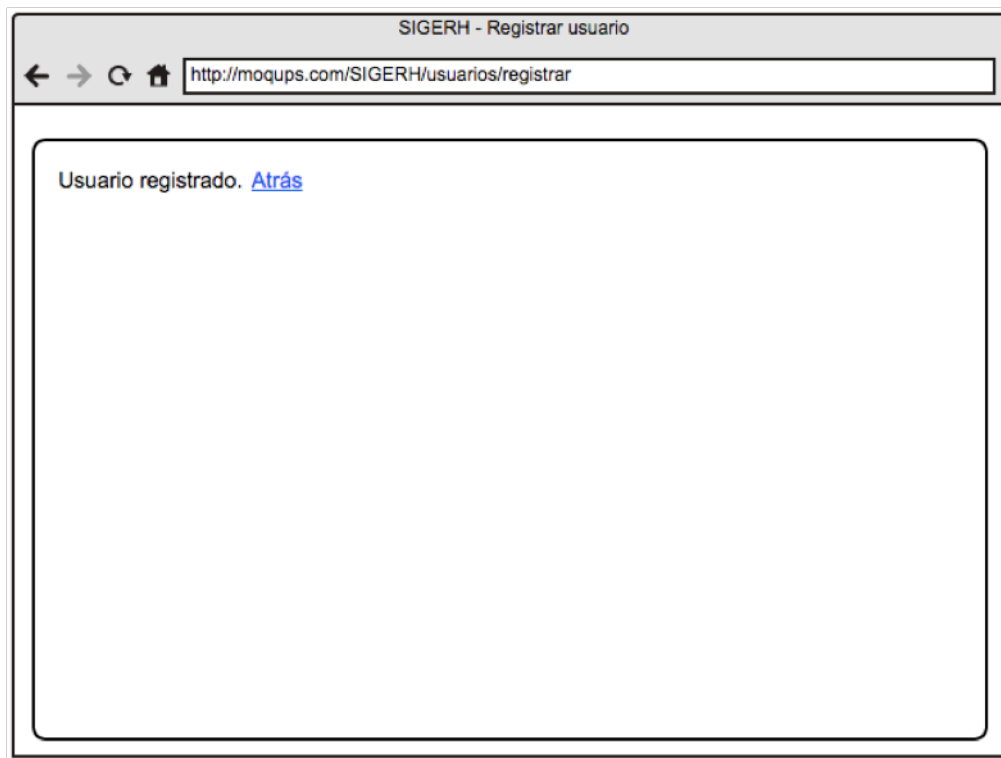 SIGERH - Registrar usuario
http://moqups.com/SIGERH/usuarios/registrar
Usuario registrado. Atrás